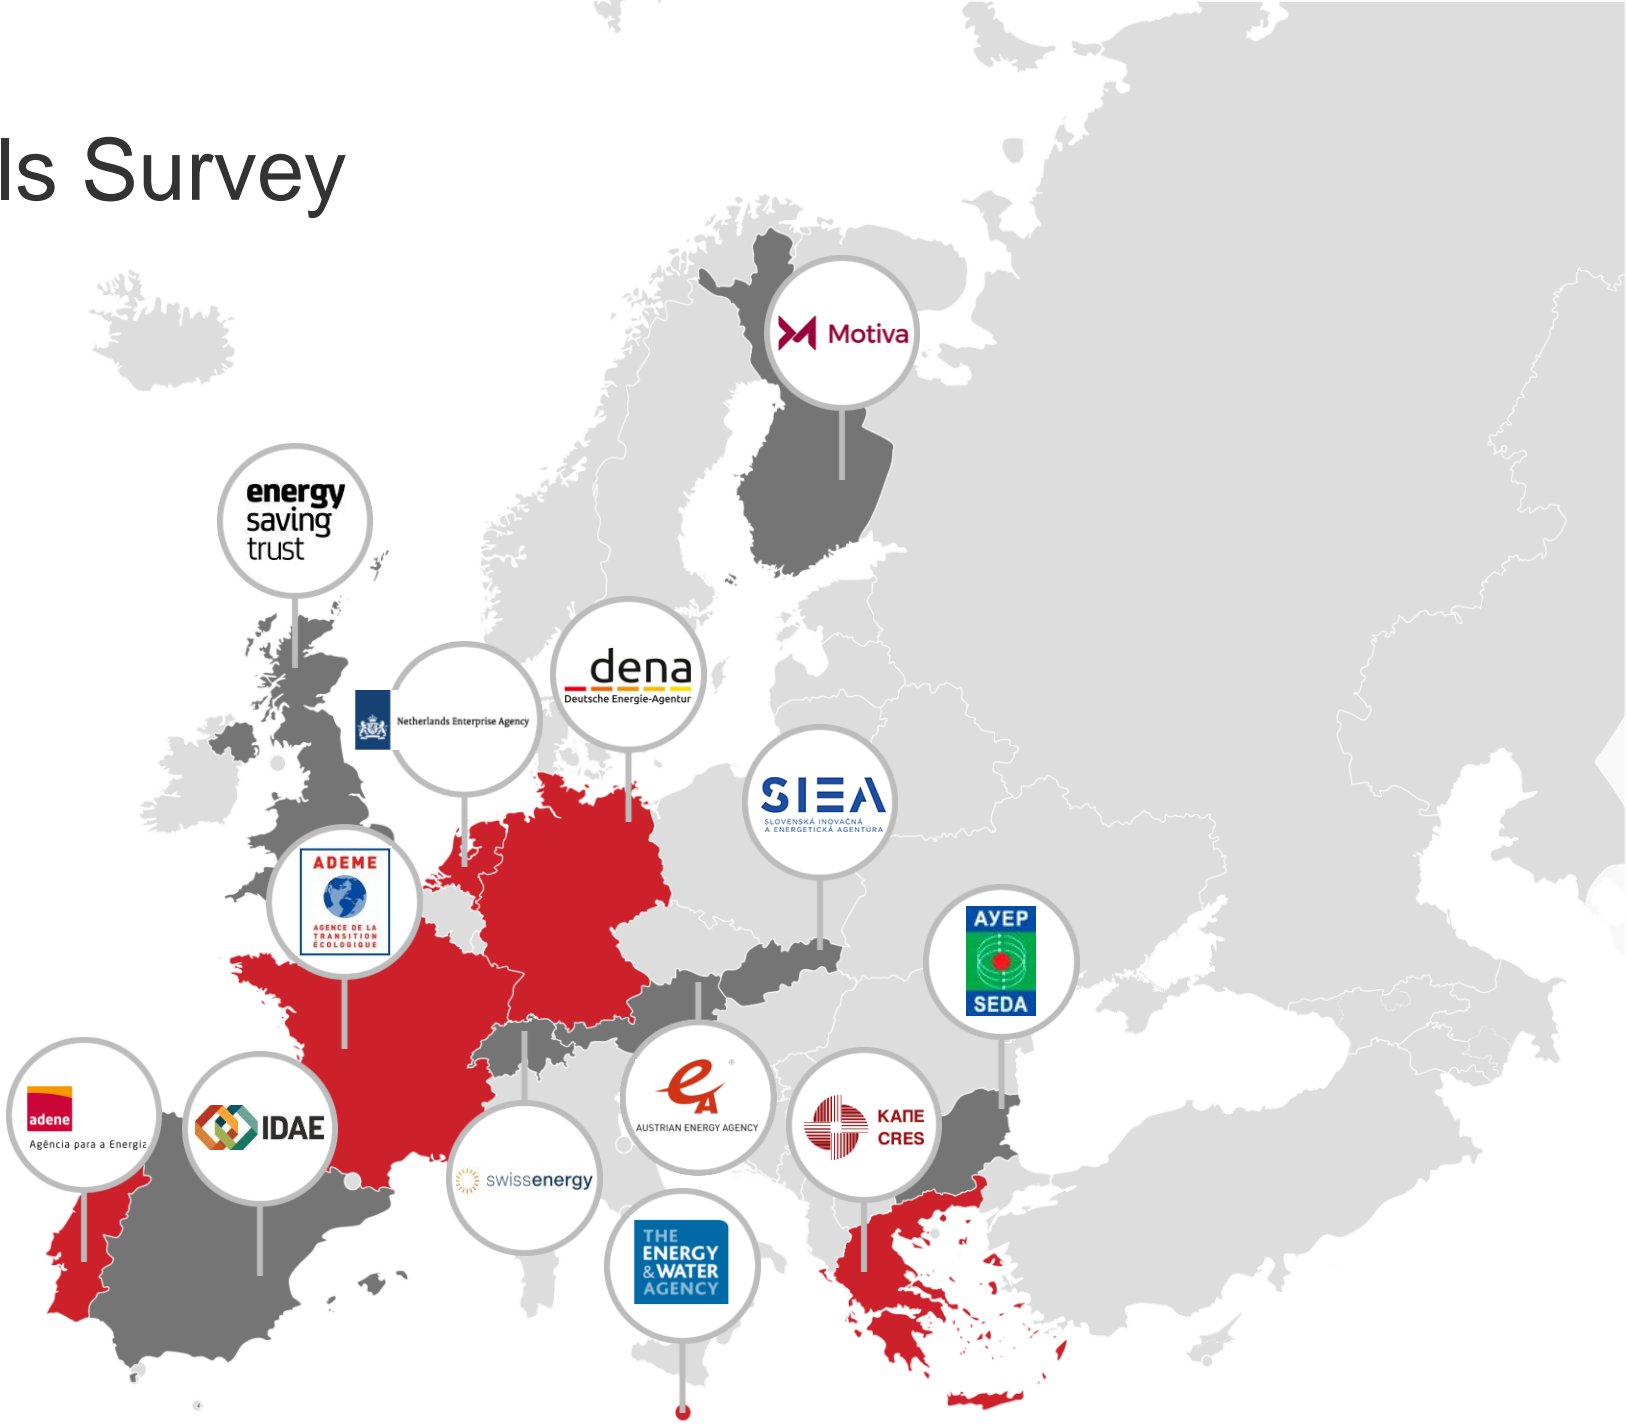 ls Survey
Motiva
energy
saving
trust
dena
Deutsche Energie-Agentur
Netherlands Enterprise Agency
SIEA
SLOVENSKÁ INOVAČNÁ
A ENERGETICKÁ AGENTÚRA
ADEME
AGENCE DE LA
TRANSITION
ÉCOLOGIQUE
АУЕР
SEDA
adene
Agência para a Energia
IDAE
eA
AUSTRIAN ENERGY AGENCY
ΚΑΠΕ
CRES
swissenergy
THE
ENERGY
& WATER
AGENCY